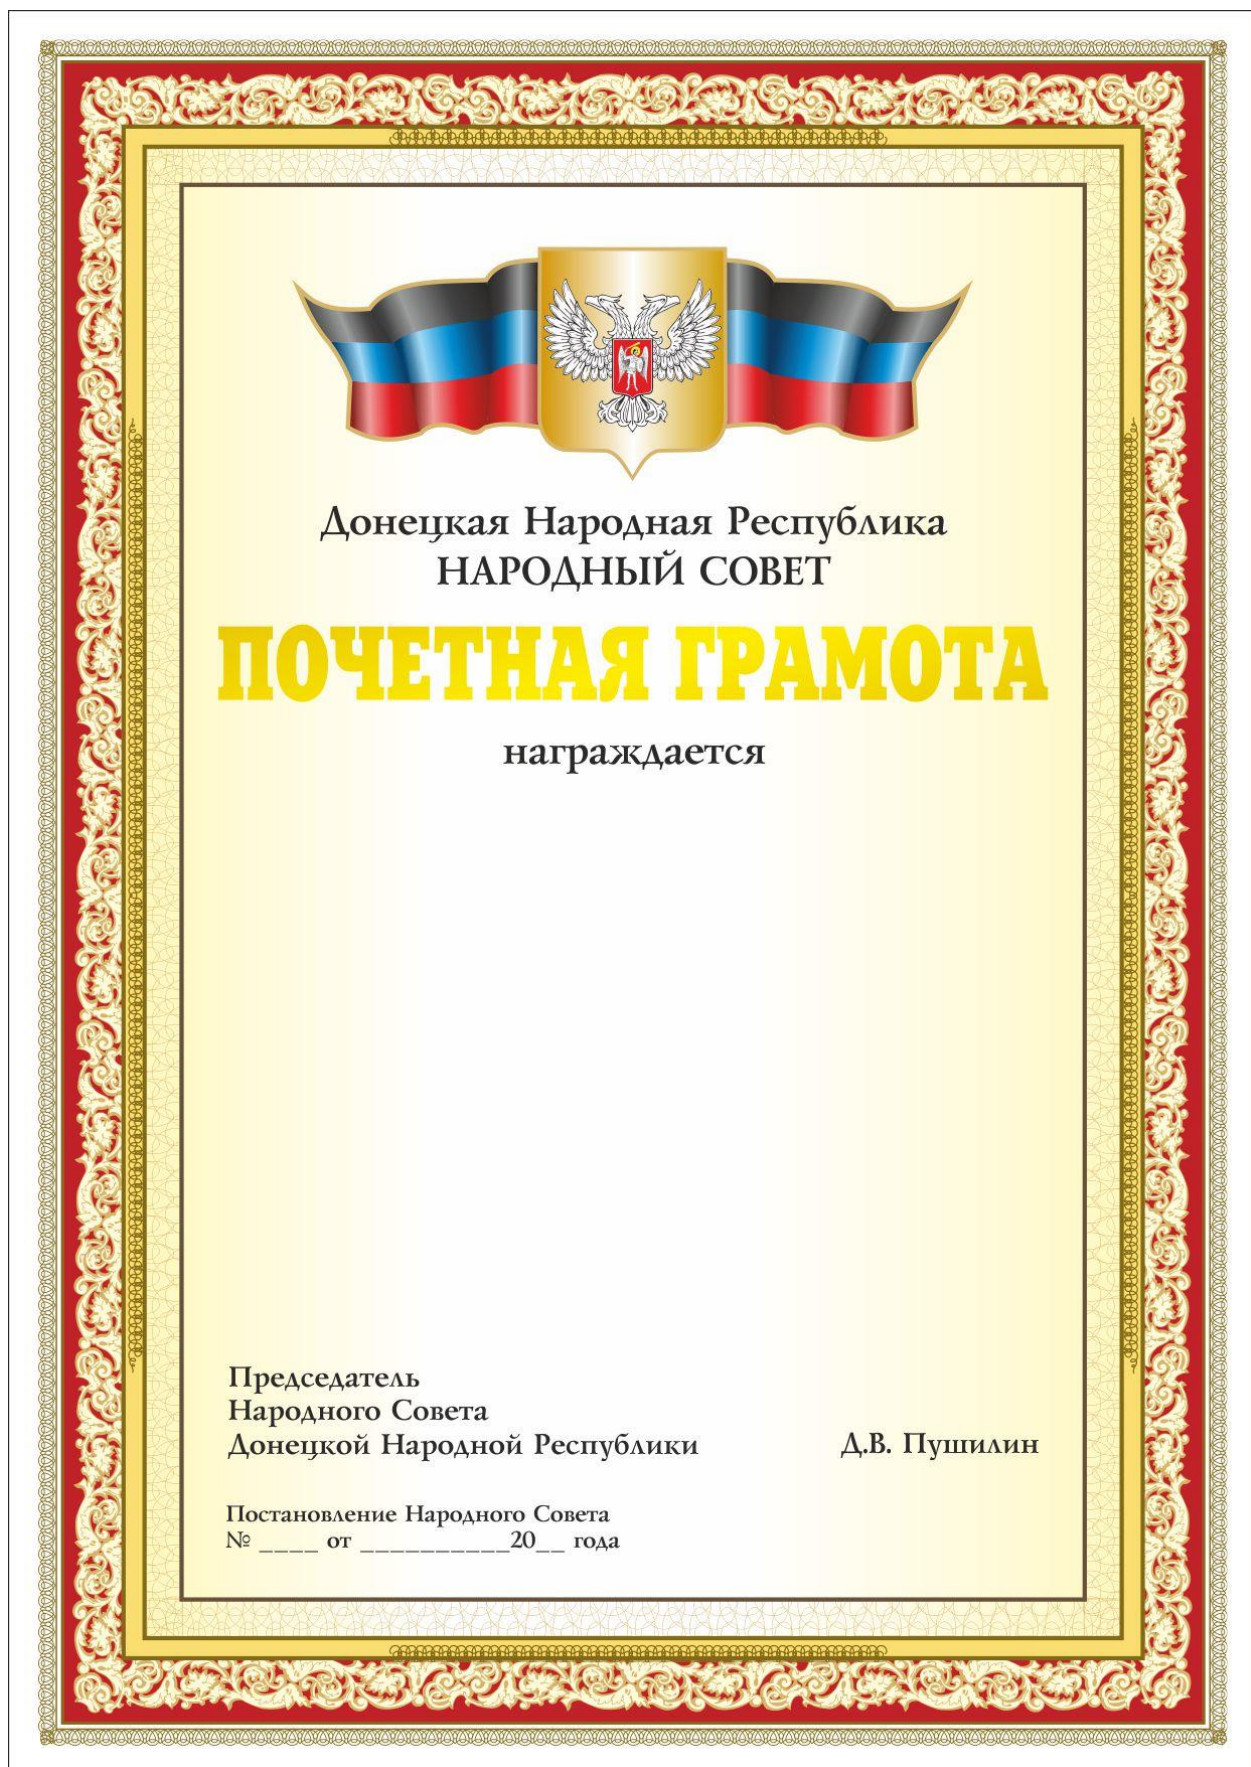 Донецкая Народная Республика
НАРОДНЫЙ СОВЕТ
ПОЧЕТНАЯ ГРАМОТА
награждается
Председатель
Народного Совета
Донецкой Народной Республики
Д.В. Пушилин
Постановление Народного Совета
№ ____ от ____________20__ года